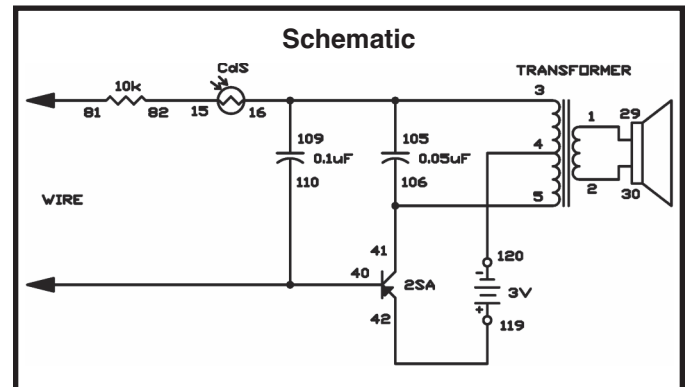 Schematic
CdS
TRANSFORMER
10k
3
81
82
15
16
1
29
109
105
4
0.1uF
0.05uF
110
106
5
2
30
WIRE
41
120
40
2SA
-
3V
42
+
119